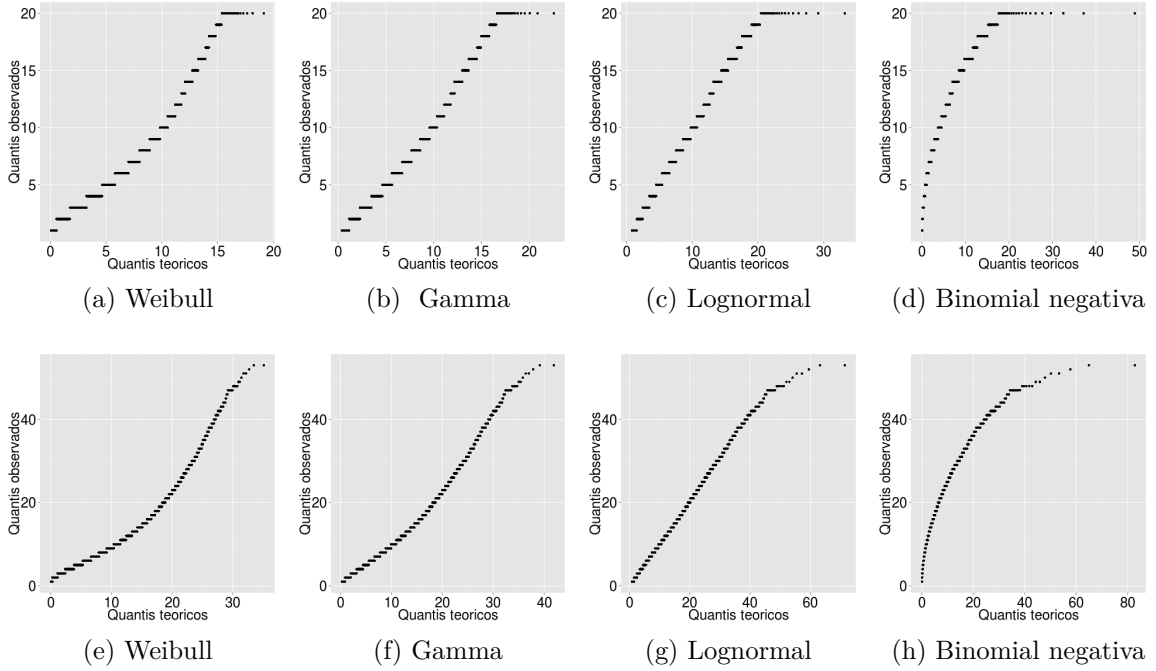 Quantis observados
20
15
10
5
0 5 10 15 20
Quantis teoricos
(a) Weibull
Quantis observados
20
15
10
5
0 5 10 15 20
Quantis teoricos
(b) Gamma
Quantis observados
20
15
10
5
0 10 20 30
Quantis teoricos
(c) Lognormal
Quantis observados
20
15
10
5
0 10 20 30 40 50
Quantis teoricos
(d) Binomial negativa
Quantis observados
40
20
0
0 10 20 30
Quantis teoricos
(e) Weibull
Quantis observados
40
20
0
0 10 20 30 40
Quantis teoricos
(f) Gamma
Quantis observados
40
20
0
0 20 40 60
Quantis teoricos
(g) Lognormal
Quantis observados
40
20
0
0 20 40 60 80
Quantis teoricos
(h) Binomial negativa